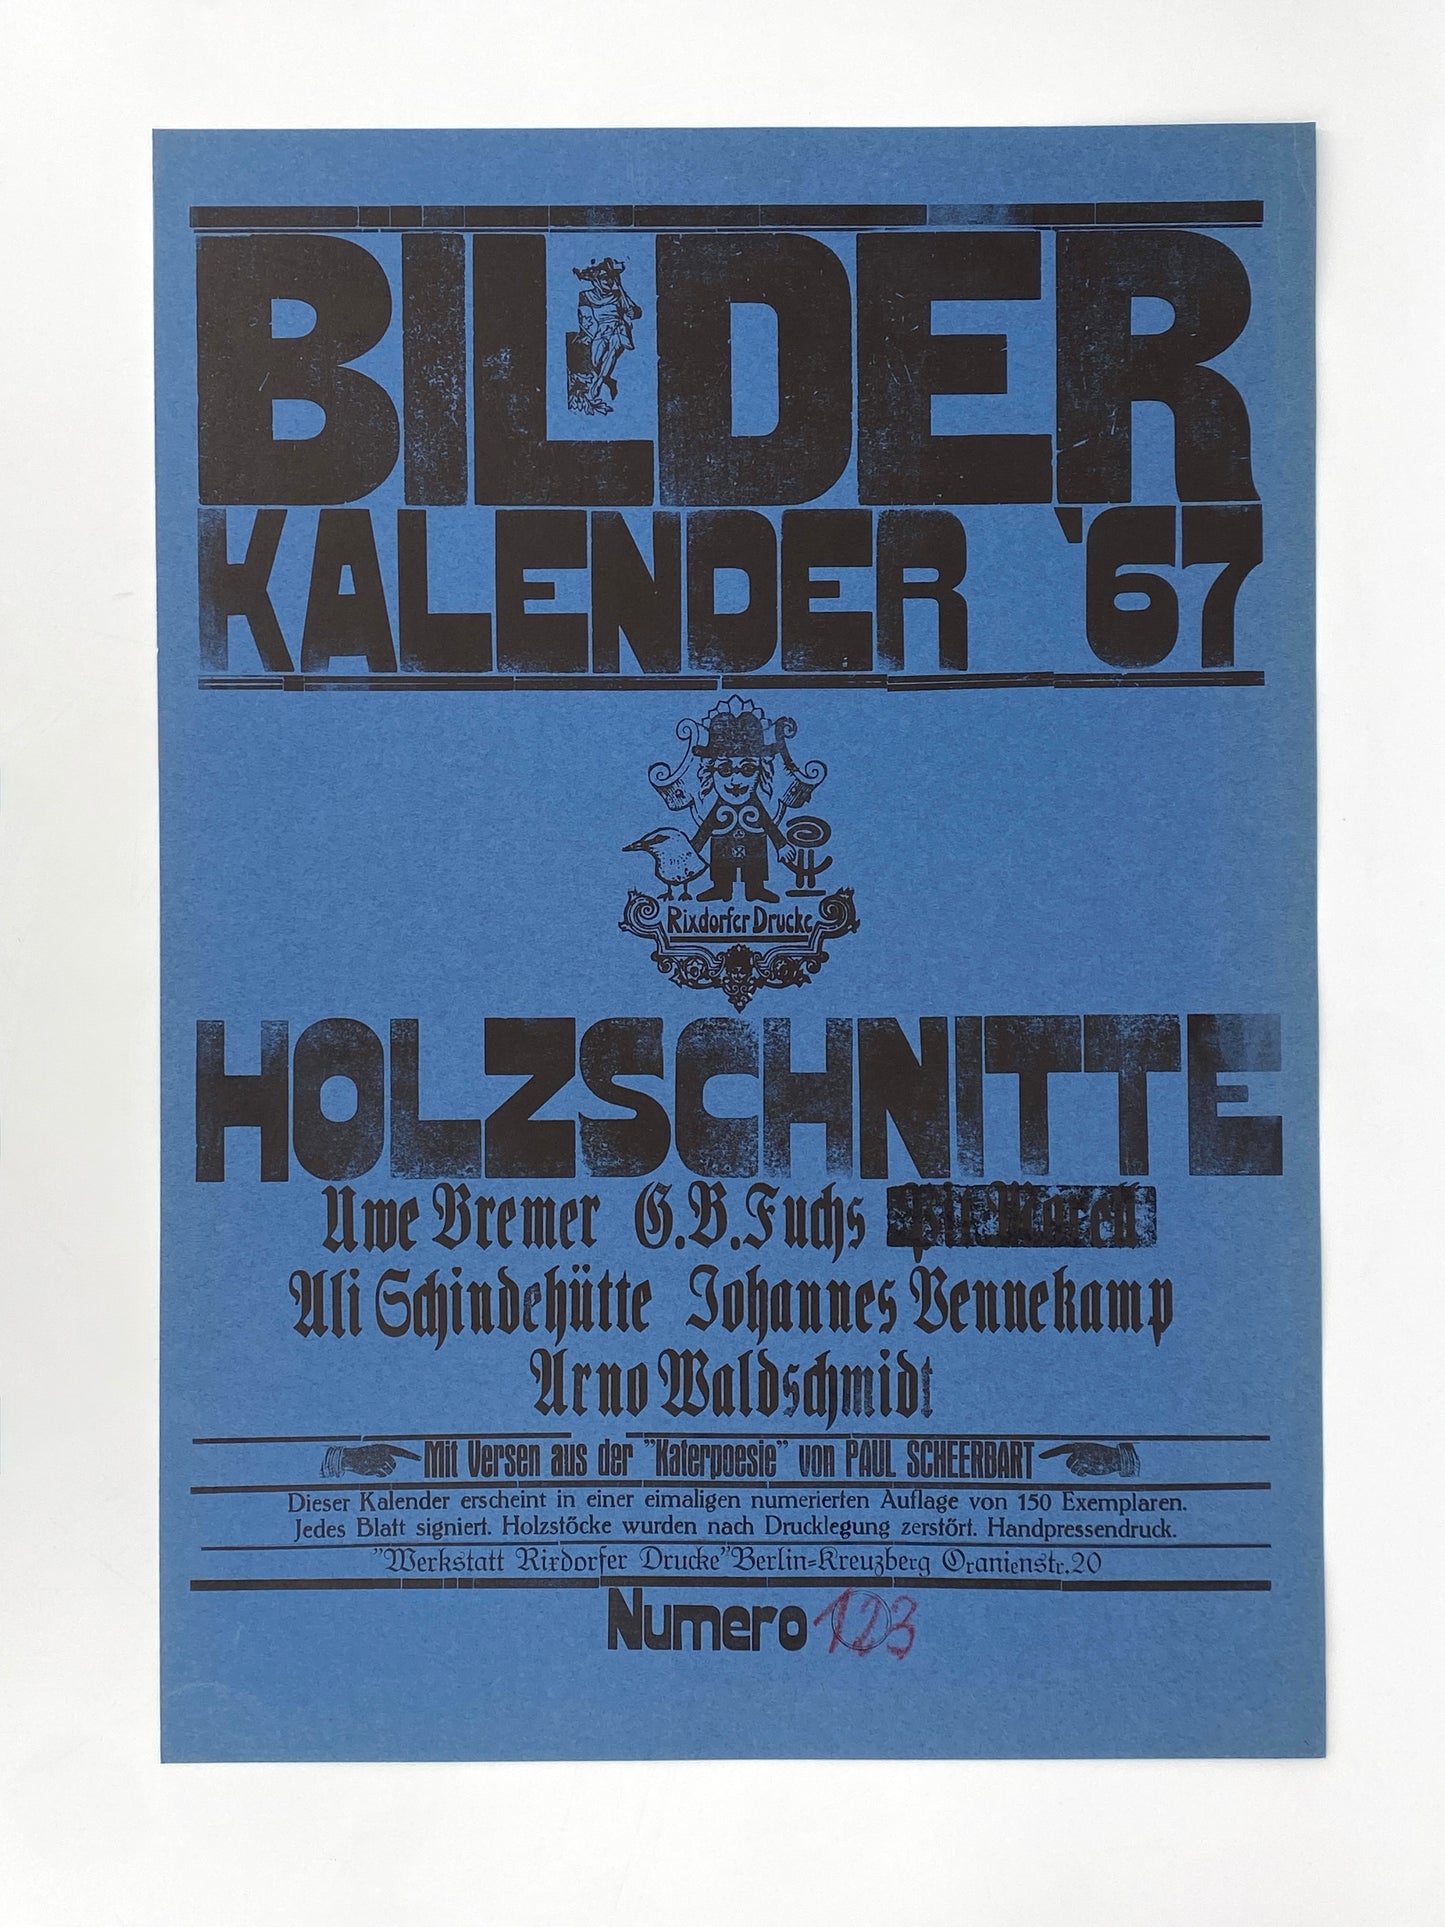 BILDER
KALENDER '67
Rixdorfer Drucke
HOLZSCHNITTE
Uwe Bremer G.B.Fuchs
Ali Schindehütte Johannes Vennekamp
Arno Waldschmidt
Mit Versen aus der "Katerpoesie" von PAUL SCHEERBART
Dieser Kalender erscheint in einer eimaligen numerierten Auflage von 150 Exemplaren.
Jedes Blatt signiert. Holzstöcke wurden nach Drucklegung zerstört. Handpressendruck.
"Werkstatt Rixdorfer Drucke" Berlin=Kreuzberg Oranienstr.20
Numero 123